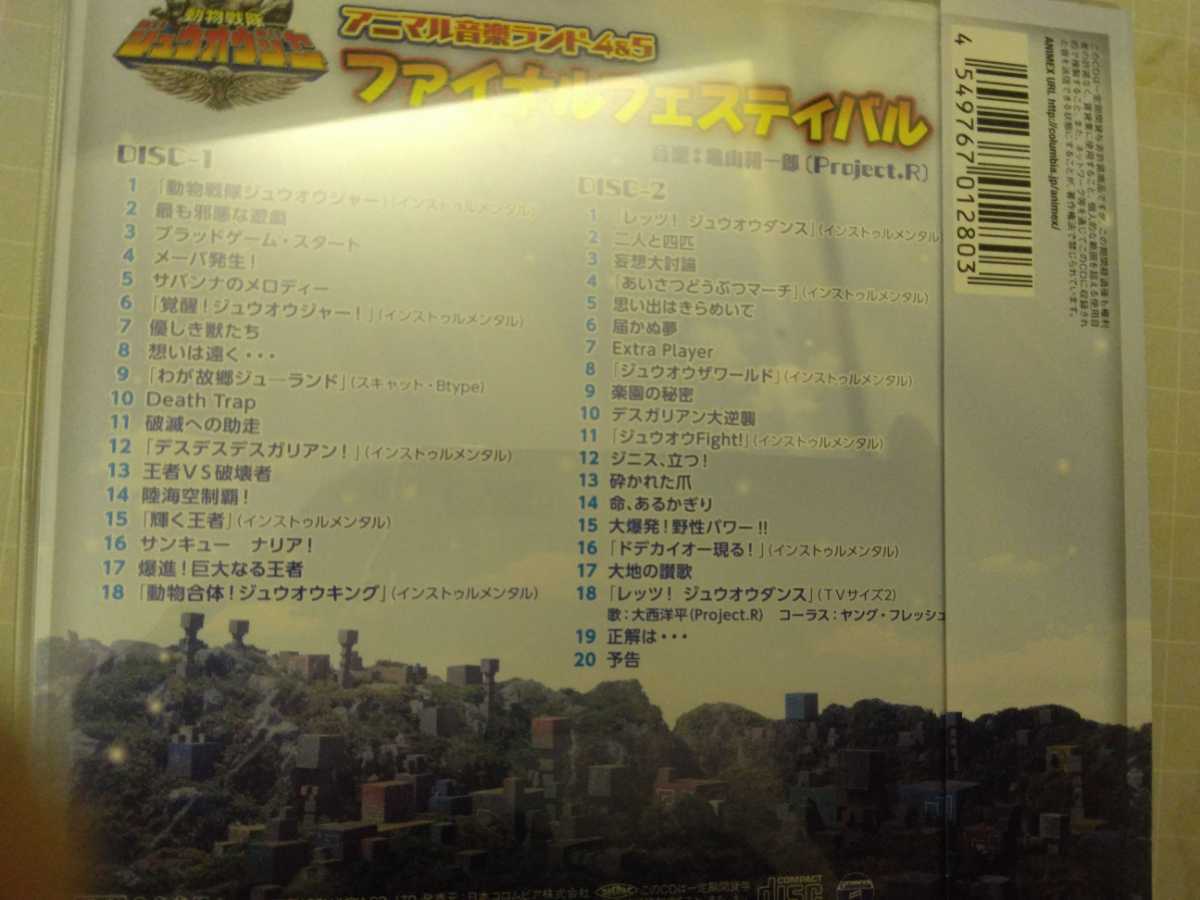 動物戦隊
ジュウオウジャー
アニマル音楽ランド4&5
ファイナルフェスティバル
音楽：亀山耕一郎〔Project.R〕
DISC-1
1 「動物戦隊ジュウオウジャー」(インストゥルメンタル)
2 最も邪悪な遊戯
3 ブラッドゲーム・スタート
4 メーバ発生！
5 サバンナのメロディー
6 「覚醒！ジュウオウジャー！」(インストゥルメンタル)
7 優しき獣たち
8 想いは遠く・・・
9 「わが故郷ジューランド」(スキャット・Btype)
10 Death Trap
11 破滅への助走
12 「デスデスデスガリアン！」(インストゥルメンタル)
13 王者VS破壊者
14 陸海空制覇！
15 「輝く王者」(インストゥルメンタル)
16 サンキュー　ナリア！
17 爆進！巨大なる王者
18 「動物合体！ジュウオウキング」(インストゥルメンタル)
DISC-2
1 「レッツ！ ジュウオウダンス」(インストゥルメンタル)
2 二人と四匹
3 妄想大討論
4 「あいさつどうぶつマーチ」(インストゥルメンタル)
5 思い出はきらめいて
6 届かぬ夢
7 Extra Player
8 「ジュウオウザワールド」(インストゥルメンタル)
9 楽園の秘密
10 デスガリアン大逆襲
11 「ジュウオウFight!」(インストゥルメンタル)
12 ジニス、立つ！
13 砕かれた爪
14 命、あるかぎり
15 大爆発！野性パワー!!
16 「ドデカイオー現る！」(インストゥルメンタル)
17 大地の讃歌
18 「レッツ！ ジュウオウダンス」(TVサイズ2)
歌：大西洋平(Project.R)　コーラス：ヤング・フレッシュ
19 正解は・・・
20 予告
4 549767 012803
ANIMEX URL http://columbia.jp/animex/
日本コロムビア株式会社
このCDは一定期間貸与
COMPACT
disc